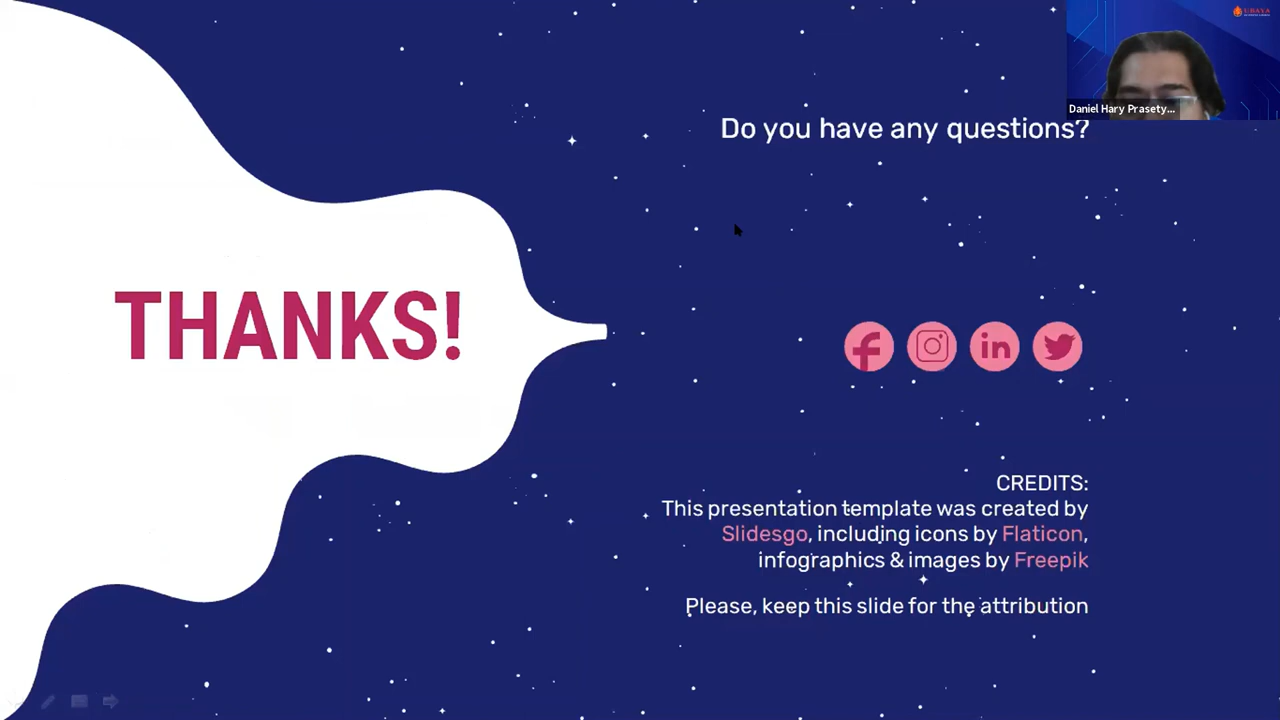 UBAYA
Daniel Hary Prasety...
Do you have any questions?
THANKS!
CREDITS:
This presentation template was created by
Slidesgo, including icons by Flaticon,
infographics & images by Freepik
Please, keep this slide for the attribution